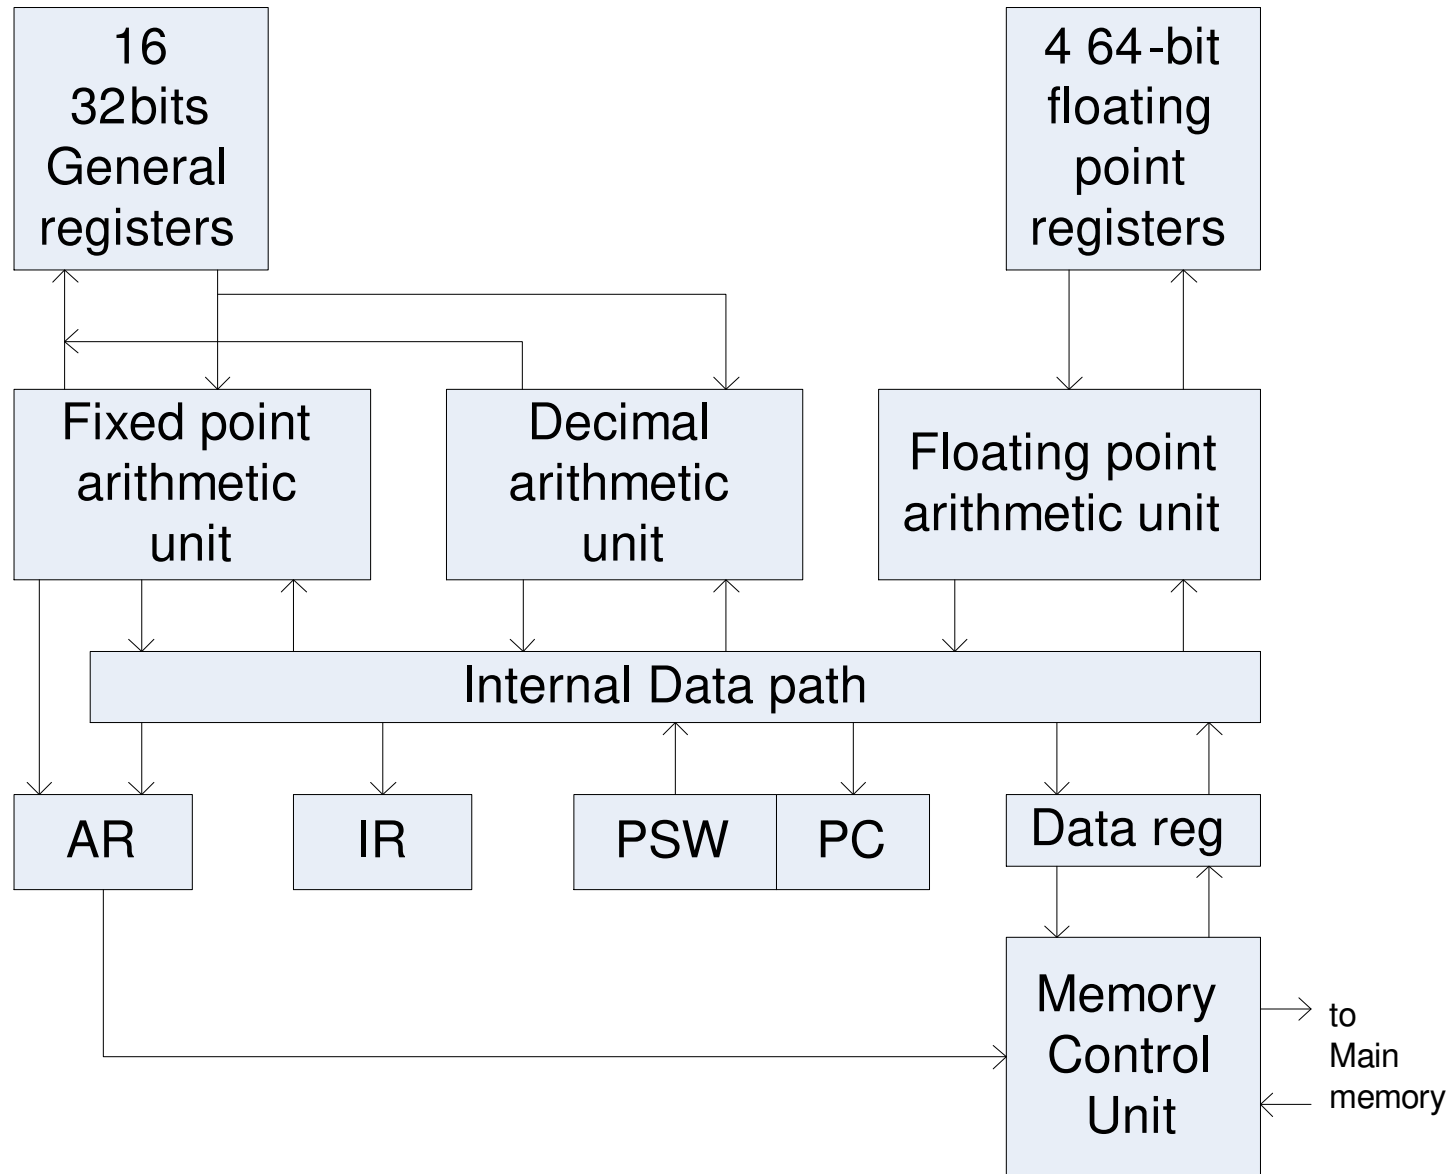 16
32bits
General
registers
4 64-bit
floating
point
registers
Fixed point
arithmetic
unit
Decimal
arithmetic
unit
Floating point
arithmetic unit
Internal Data path
AR
IR
PSW
PC
Data reg
Memory
Control
Unit
to
Main
memory